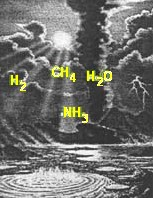 CH₄
H₂ H₂O
NH₃